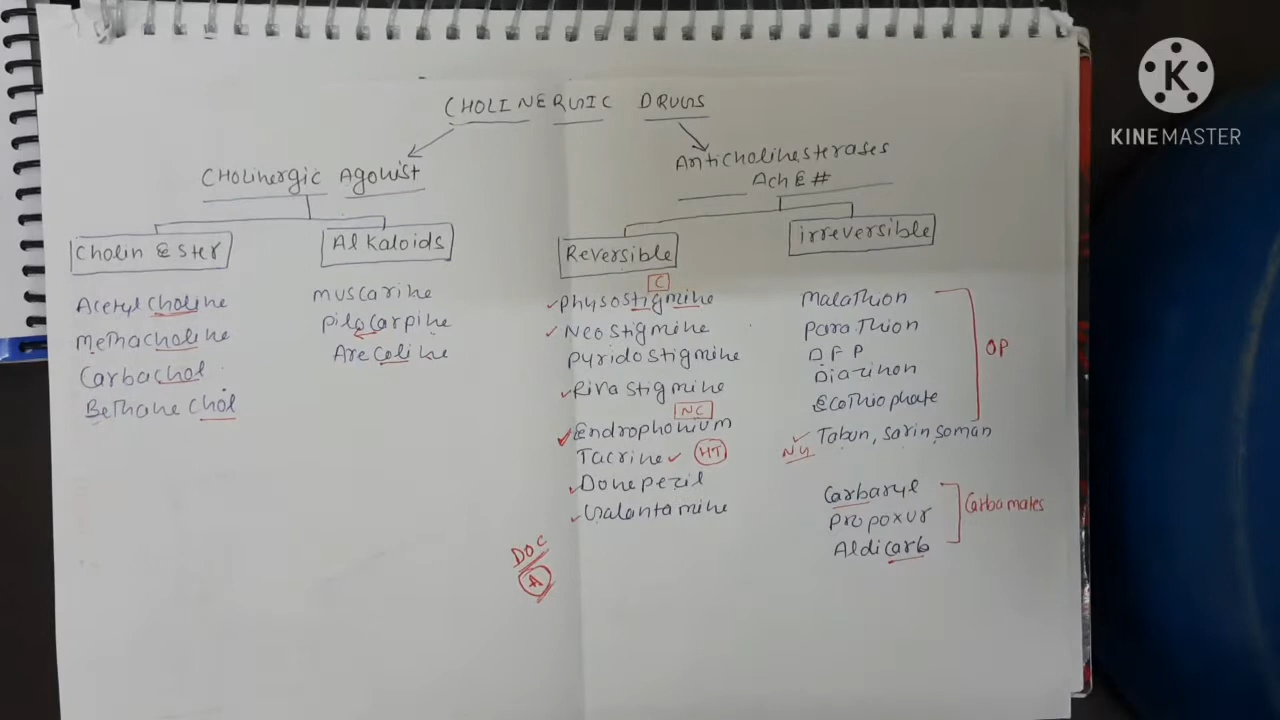 CHOLINERGIC DRUGS
CHOLinergic Agonist
Anticholinesterases
AchE#
Cholin Ester
Alkaloids
Reversible
irreversible
Acetyl choline
Methacholine
Carbachol
Bethanechol
muscarine
pilocarpine
Arecoline
C
physostigmine
Neostigmine
pyridostigmine
Rivastigmine
NC
Endrophonium
Tacrine HT
Donepezil
Galantamine
DOC
A
Malathion
parathion
DFP
Diazinon
Ecothiophate
OP
Tabun, sarin, soman
Carbaryl
propoxur
Aldicarb
Carbamates
K
KINEMASTER